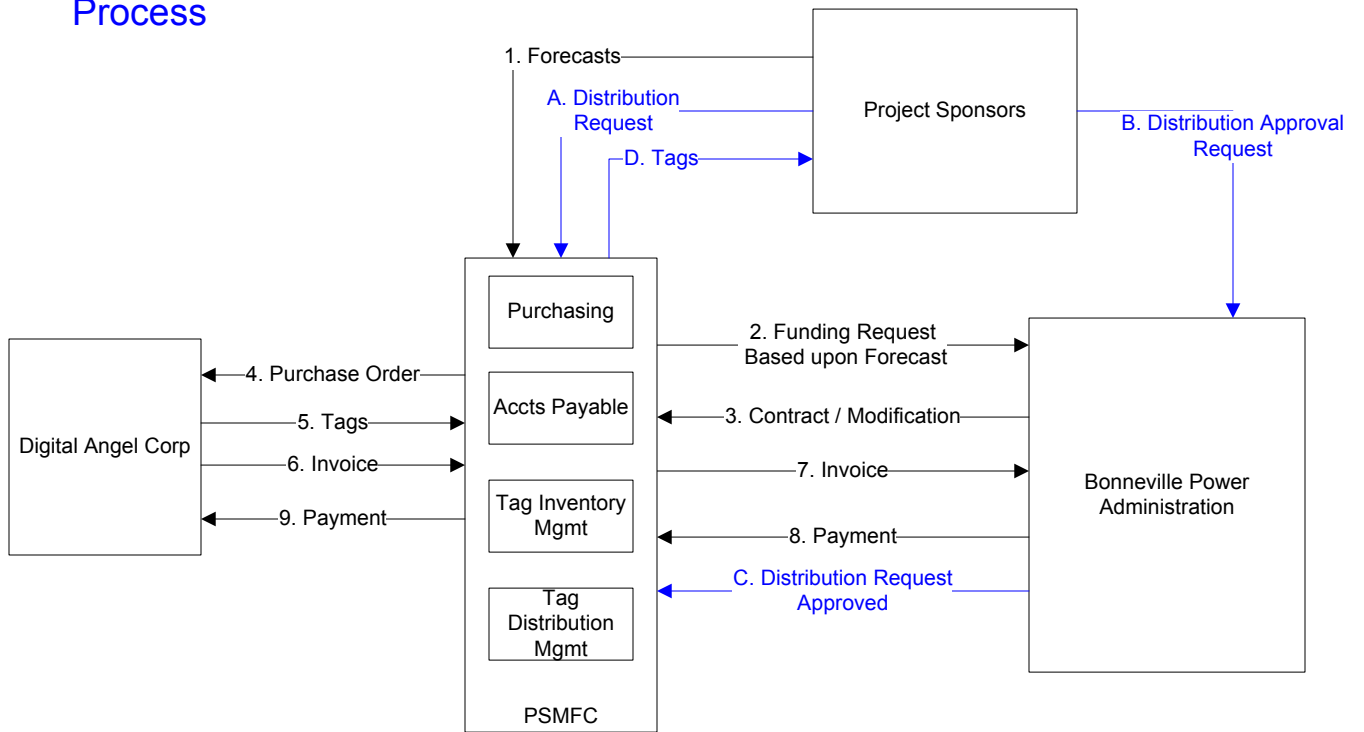 Process
1. Forecasts
A. Distribution
Request
D. Tags
Project Sponsors
B. Distribution Approval
Request
Purchasing
2. Funding Request
Based upon Forecast
4. Purchase Order
Accts Payable
3. Contract / Modification
5. Tags
Digital Angel Corp
6. Invoice
7. Invoice
Bonneville Power
Administration
Tag Inventory
Mgmt
9. Payment
8. Payment
C. Distribution Request
Approved
Tag
Distribution
Mgmt
PSMFC